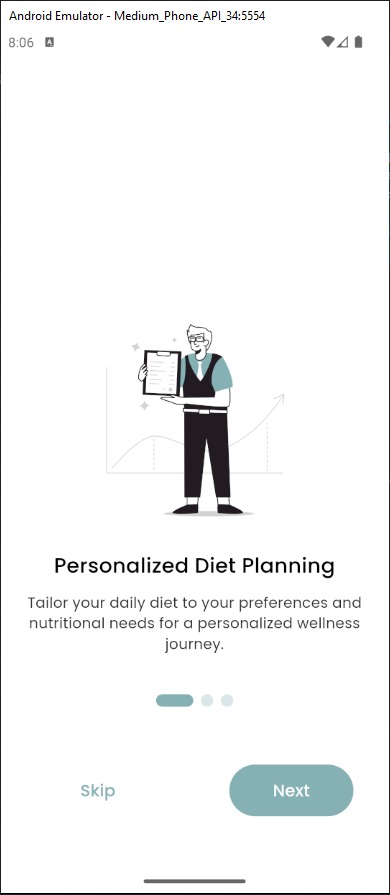 Android Emulator - Medium_Phone_API_34:5554
8:06 A
Personalized Diet Planning
Tailor your daily diet to your preferences and
nutritional needs for a personalized wellness
journey.
Skip
Next